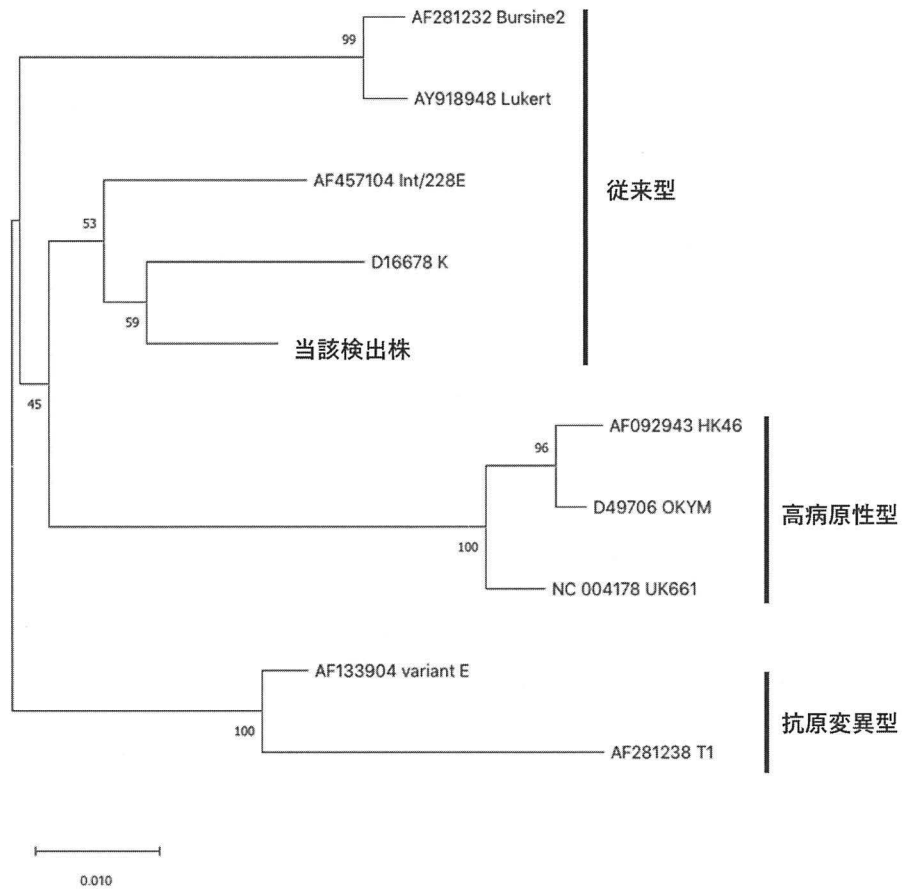 AF281232 Bursine2
99
AY918948 Lukert
AF457104 Int/228E
従来型
53
D16678 K
59
当該検出株
45
AF092943 HK46
96
D49706 OKYM
高病原性型
100
NC 004178 UK661
AF133904 variant E
抗原変異型
100
AF281238 T1
0.010